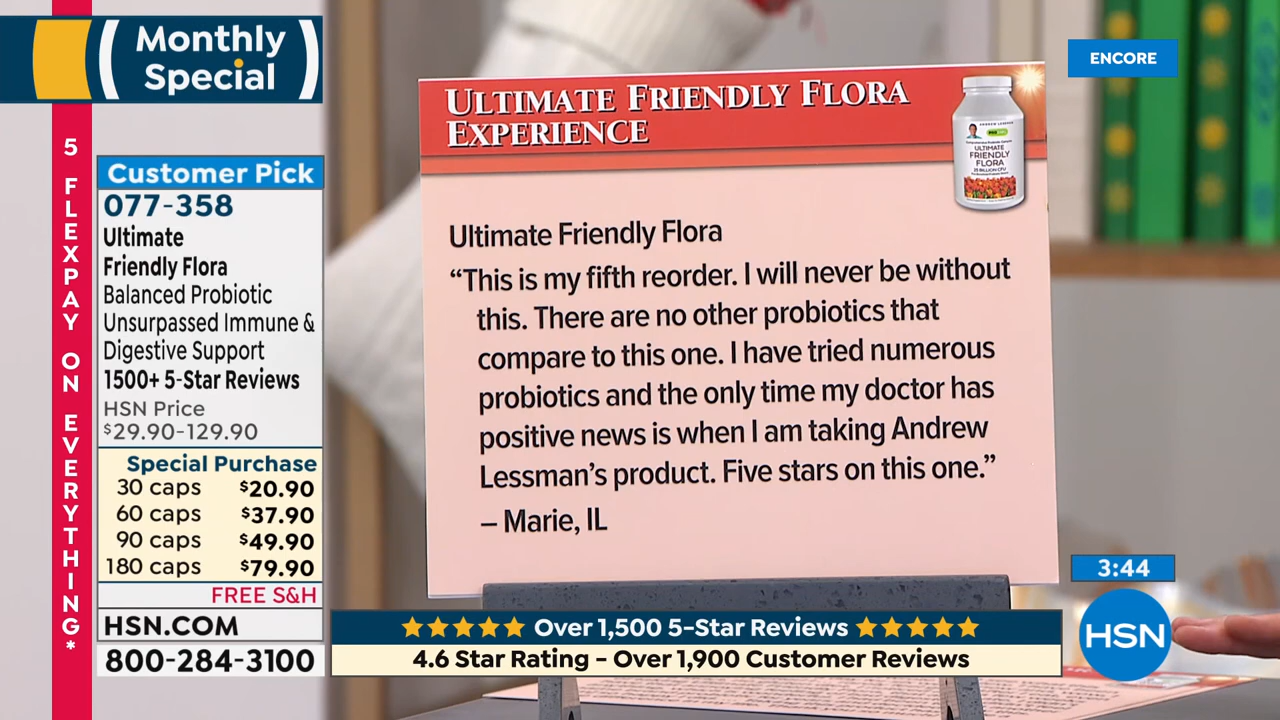 Monthly
Special
5 FLEXPAY ON EVERYTHING*
Customer Pick
077-358
Ultimate
Friendly Flora
Balanced Probiotic
Unsurpassed Immune &
Digestive Support
1500+ 5-Star Reviews
HSN Price
$29.90-129.90
Special Purchase
30 caps $20.90
60 caps $37.90
90 caps $49.90
180 caps $79.90
FREE S&H
HSN.COM
800-284-3100
ENCORE
ULTIMATE FRIENDLY FLORA
EXPERIENCE
ULTIMATE
FRIENDLY
FLORA
Ultimate Friendly Flora
“This is my fifth reorder. I will never be without
this. There are no other probiotics that
compare to this one. I have tried numerous
probiotics and the only time my doctor has
positive news is when I am taking Andrew
Lessman’s product. Five stars on this one.”
– Marie, IL
3:44
HSN
Over 1,500 5-Star Reviews
4.6 Star Rating – Over 1,900 Customer Reviews